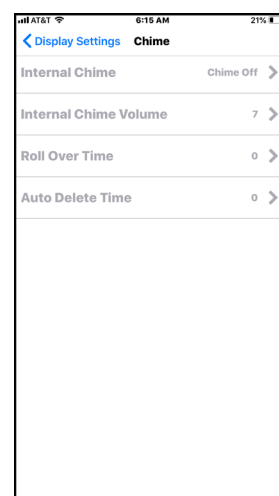 AT&T 6:15 AM 21%
Display Settings Chime
Internal Chime Chime Off
Internal Chime Volume 7
Roll Over Time 0
Auto Delete Time 0